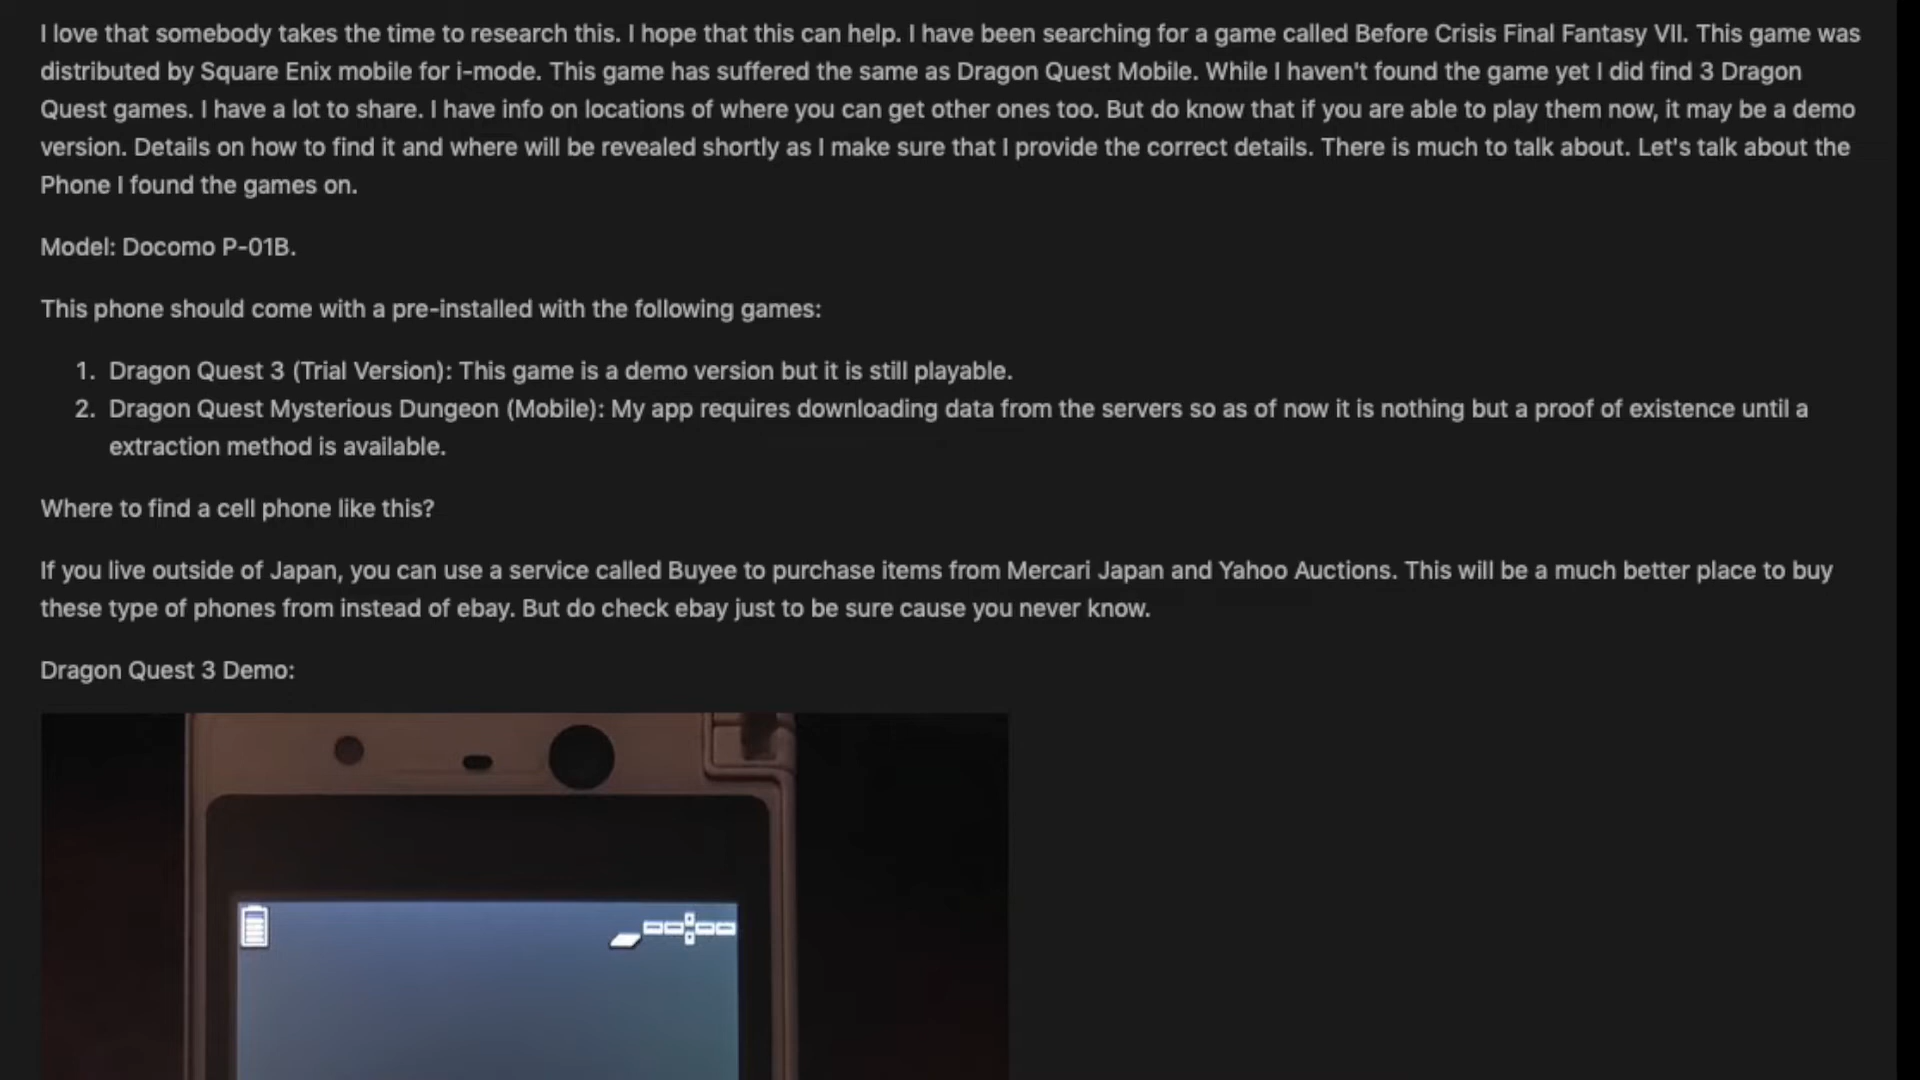 I love that somebody takes the time to research this. I hope that this can help. I have been searching for a game called Before Crisis Final Fantasy VII. This game was
distributed by Square Enix mobile for i-mode. This game has suffered the same as Dragon Quest Mobile. While I haven't found the game yet I did find 3 Dragon
Quest games. I have a lot to share. I have info on locations of where you can get other ones too. But do know that if you are able to play them now, it may be a demo
version. Details on how to find it and where will be revealed shortly as I make sure that I provide the correct details. There is much to talk about. Let's talk about the
Phone I found the games on.
Model: Docomo P-01B.
This phone should come with a pre-installed with the following games:
1. Dragon Quest 3 (Trial Version): This game is a demo version but it is still playable.
2. Dragon Quest Mysterious Dungeon (Mobile): My app requires downloading data from the servers so as of now it is nothing but a proof of existence until a
extraction method is available.
Where to find a cell phone like this?
If you live outside of Japan, you can use a service called Buyee to purchase items from Mercari Japan and Yahoo Auctions. This will be a much better place to buy
these type of phones from instead of ebay. But do check ebay just to be sure cause you never know.
Dragon Quest 3 Demo: